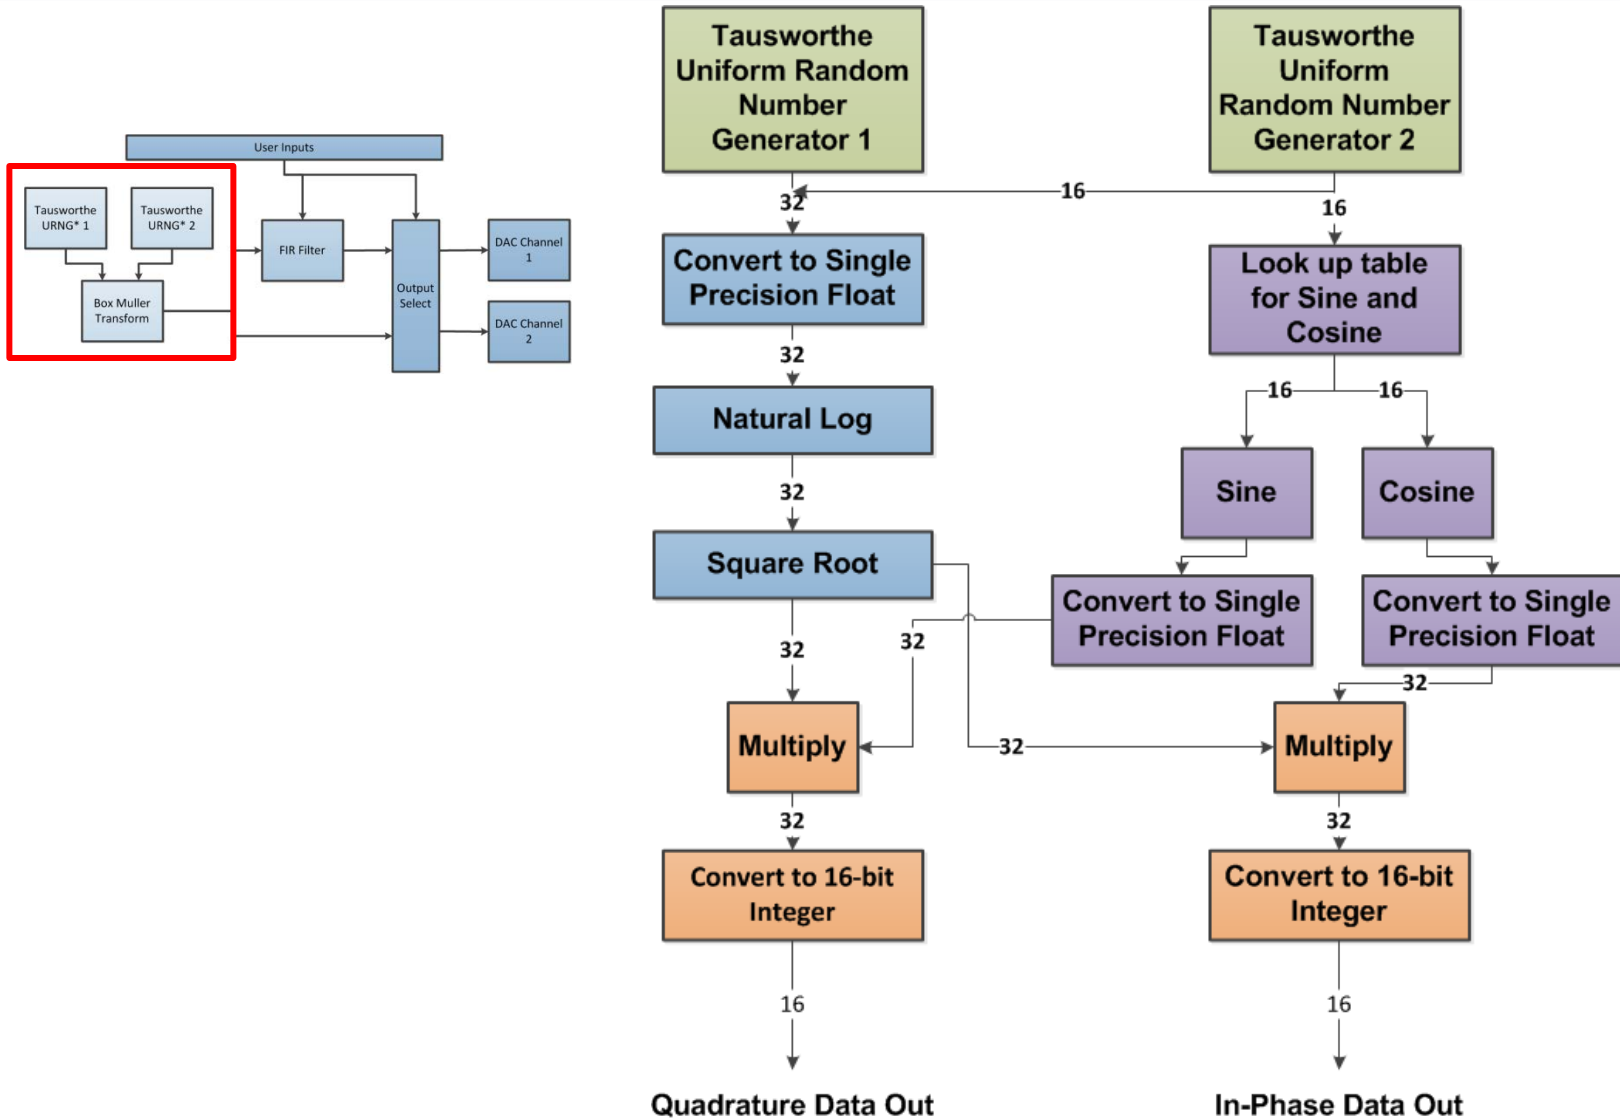 User Inputs
Tausworthe
URNG* 1
Tausworthe
URNG* 2
Box Muller
Transform
FIR Filter
Output
Select
DAC Channel
1
DAC Channel
2
Tausworthe
Uniform Random
Number
Generator 1
Tausworthe
Uniform
Random Number
Generator 2
16
32
16
Convert to Single
Precision Float
Look up table
for Sine and
Cosine
32
16
16
Natural Log
Sine
Cosine
32
Square Root
Convert to Single
Precision Float
Convert to Single
Precision Float
32
32
32
Multiply
32
Multiply
32
32
Convert to 16-bit
Integer
Convert to 16-bit
Integer
16
16
Quadrature Data Out
In-Phase Data Out